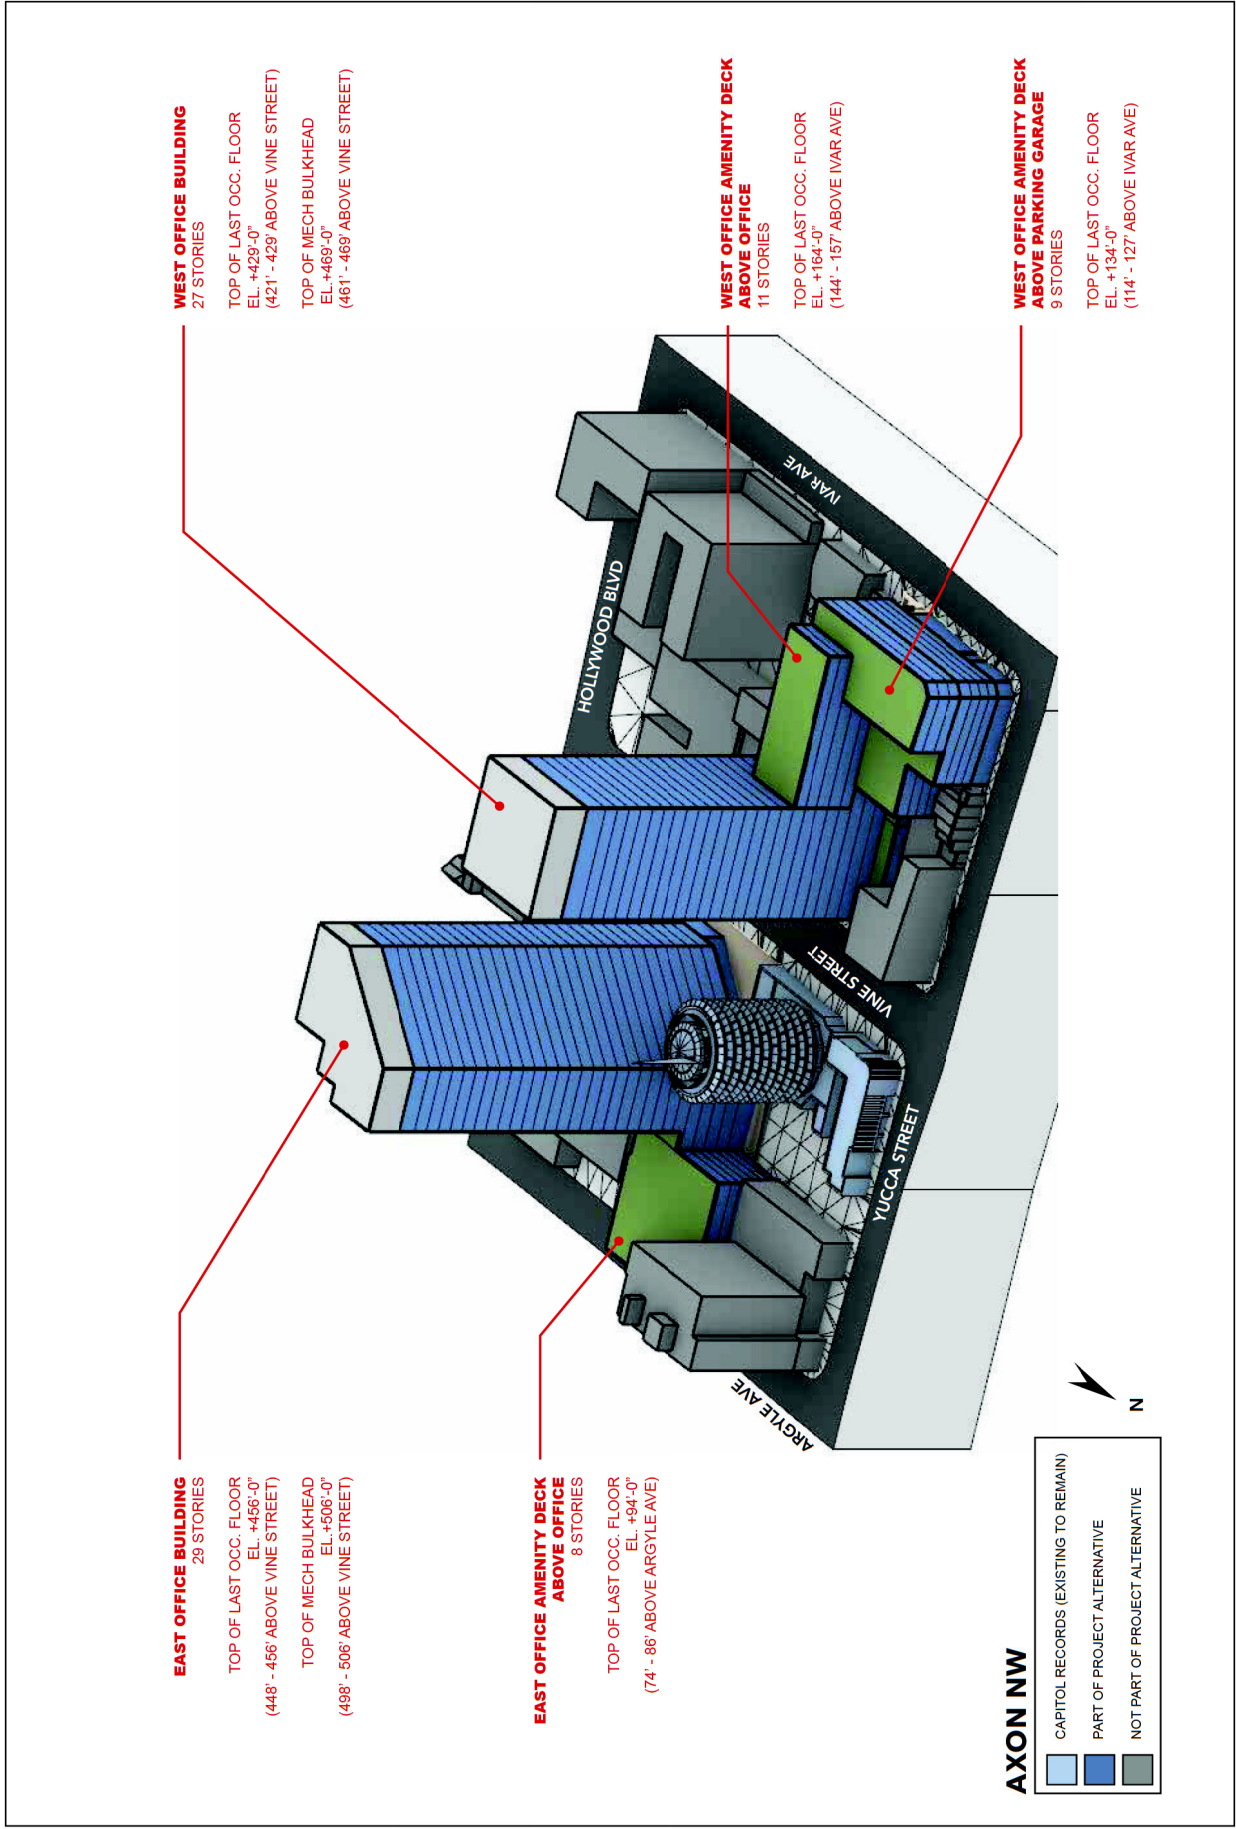 EAST OFFICE BUILDING
29 STORIES
TOP OF LAST OCC. FLOOR
EL. +456'-0"
(448' - 456' ABOVE VINE STREET)
TOP OF MECH BULKHEAD
EL.+506'-0"
(498' - 506' ABOVE VINE STREET)
WEST OFFICE BUILDING
27 STORIES
TOP OF LAST OCC. FLOOR
EL. +429'-0"
(421' - 429' ABOVE VINE STREET)
TOP OF MECH BULKHEAD
EL.+469'-0"
(461' - 469' ABOVE VINE STREET)
EAST OFFICE AMENITY DECK
ABOVE OFFICE
8 STORIES
TOP OF LAST OCC. FLOOR
EL. +94'-0"
(74' - 86' ABOVE ARGYLE AVE)
WEST OFFICE AMENITY DECK
ABOVE OFFICE
11 STORIES
TOP OF LAST OCC. FLOOR
EL. +164'-0"
(144' - 157' ABOVE IVAR AVE)
WEST OFFICE AMENITY DECK
ABOVE PARKING GARAGE
9 STORIES
TOP OF LAST OCC. FLOOR
EL. +134'-0"
(114' - 127' ABOVE IVAR AVE)
HOLLYWOOD BLVD
IVAR AVE
VINE STREET
YUCCA STREET
ARGYLE AVE
N
AXON NW
CAPITOL RECORDS (EXISTING TO REMAIN)
PART OF PROJECT ALTERNATIVE
NOT PART OF PROJECT ALTERNATIVE